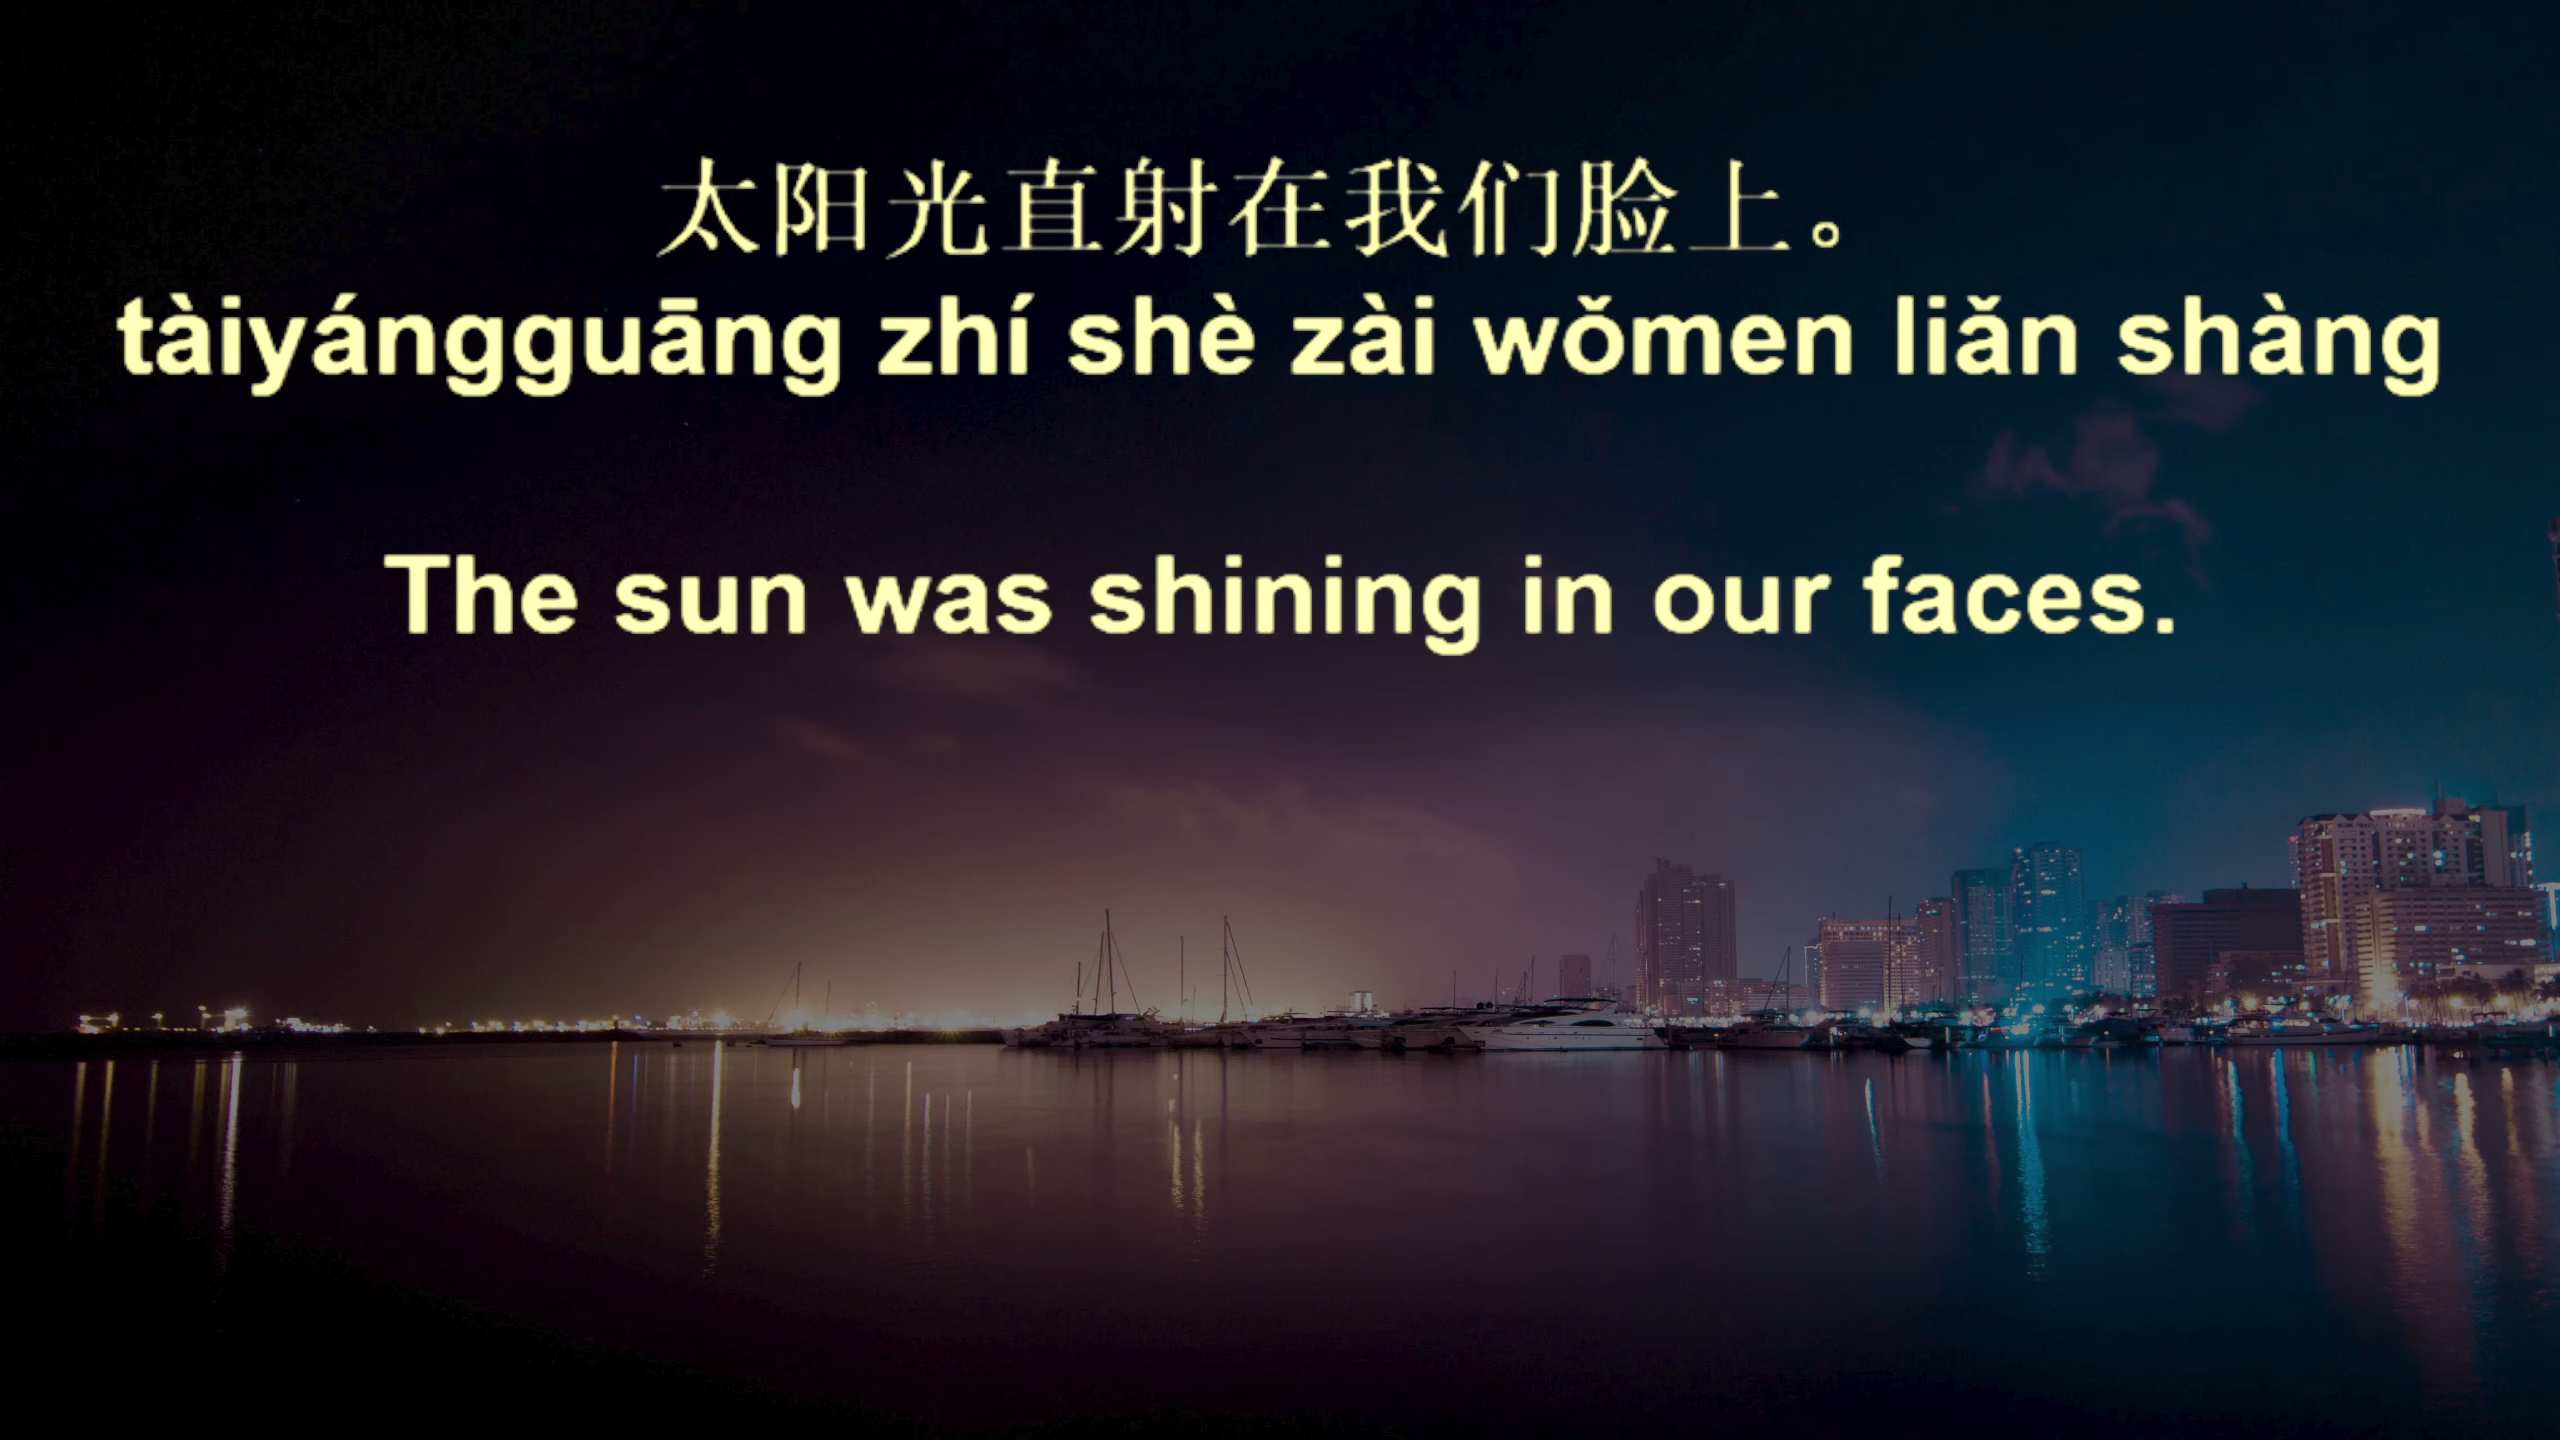 太阳光直射在我们脸上。
tàiyángguāng zhí shè zài wǒmen liǎn shàng
The sun was shining in our faces.